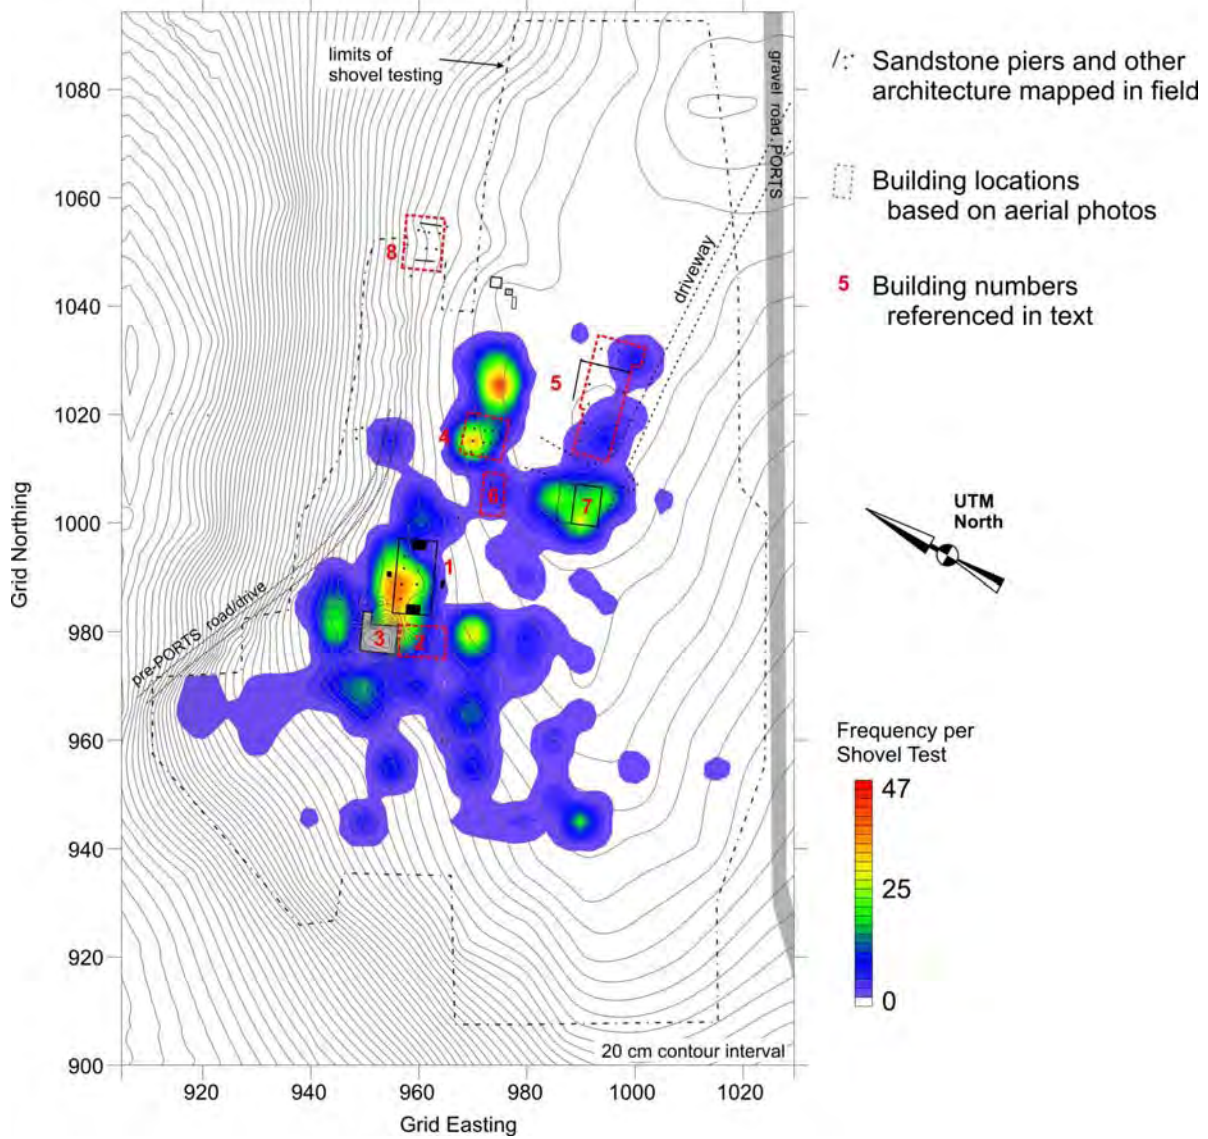 limits of
shovel testing
gravel road PORTS
driveway
pre-PORTS road/drive
8
5
4
6
7
1
3
2
20 cm contour interval
1080
1060
1040
1020
1000
980
960
940
920
900
Grid Northing
920
940
960
980
1000
1020
Grid Easting
Sandstone piers and other
architecture mapped in field
Building locations
based on aerial photos
5
Building numbers
referenced in text
UTM
North
Frequency per
Shovel Test
47
25
0